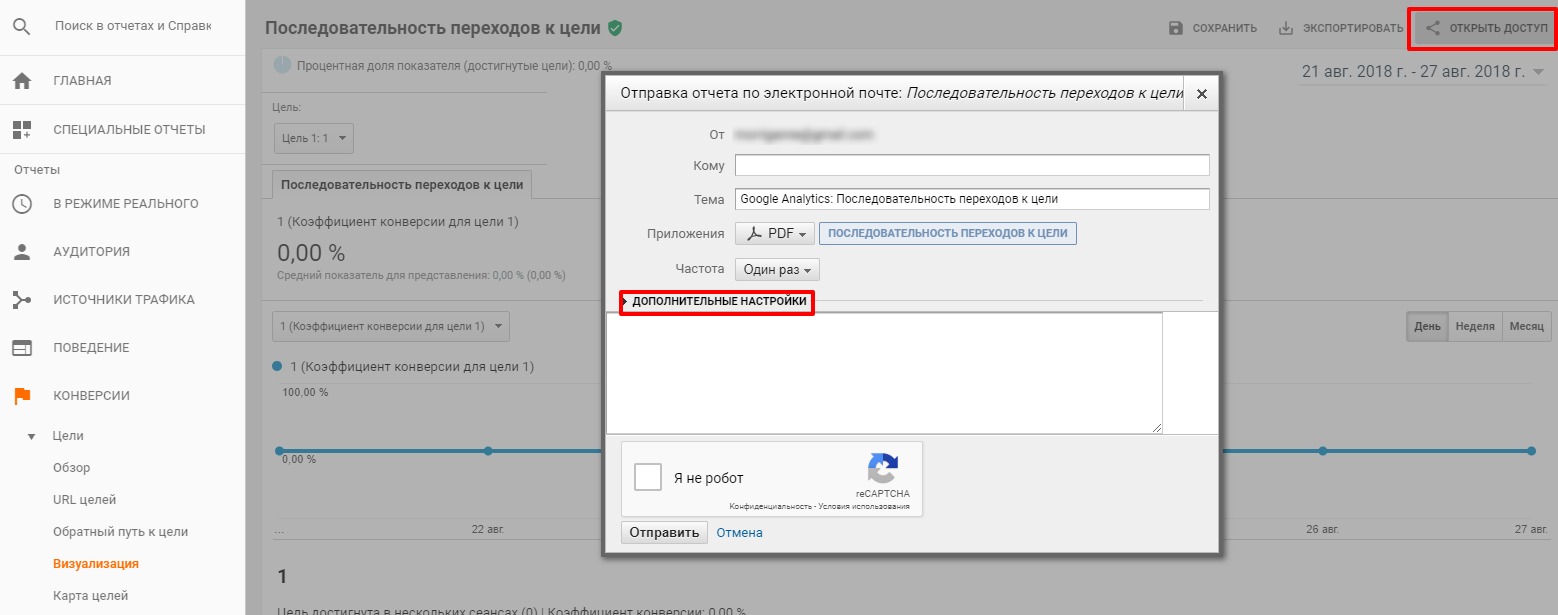 Поиск в отчетах и Справк
ГЛАВНАЯ
СПЕЦИАЛЬНЫЕ ОТЧЕТЫ
Отчеты
В РЕЖИМЕ РЕАЛЬНОГО
АУДИТОРИЯ
ИСТОЧНИКИ ТРАФИКА
ПОВЕДЕНИЕ
КОНВЕРСИИ
Цели
Обзор
URL целей
Обратный путь к цели
Визуализация
Карта целей
Последовательность переходов к цели
СОХРАНИТЬ
ЭКСПОРТИРОВАТЬ
ОТКРЫТЬ ДОСТУП
Процентная доля показателя (достигнутые цели): 0,00 %
21 авг. 2018 г. - 27 авг. 2018 г.
Цель:
Цель 1: 1
Последовательность переходов к цели
1 (Коэффициент конверсии для цели 1)
0,00 %
Средний показатель для представления: 0,00 % (0,00 %)
1 (Коэффициент конверсии для цели 1)
День
Неделя
Месяц
1 (Коэффициент конверсии для цели 1)
100,00 %
0,00 %
...
22 авг.
26 авг.
27 авг.
1
Цель достигнута в нескольких сеансах (0) | Коэффициент конверсии: 0,00 %
Отправка отчета по электронной почте: Последовательность переходов к цели
От
Кому
Тема
Google Analytics: Последовательность переходов к цели
Приложения
PDF
ПОСЛЕДОВАТЕЛЬНОСТЬ ПЕРЕХОДОВ К ЦЕЛИ
Частота
Один раз
ДОПОЛНИТЕЛЬНЫЕ НАСТРОЙКИ
Я не робот
reCAPTCHA
Конфиденциальность - Условия использования
Отправить
Отмена